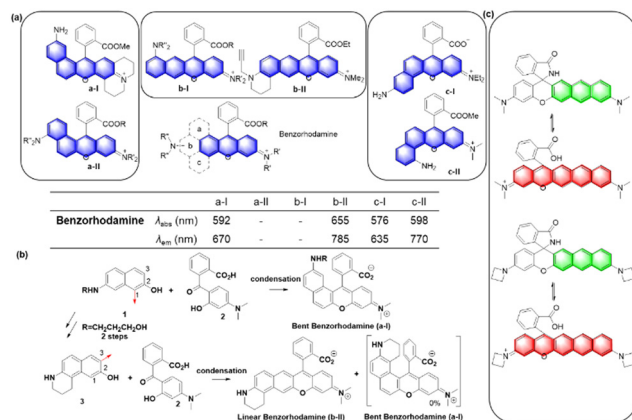 (a)
NH2
COOMe
a-I
COOR
R''2N
NR'2
a-II
NR''2
COOR
NR'2
b-I
COOEt
NMe2
b-II
R''
N
R''
a
b
c
COOR
R'
N
R'
Benzorhodamine
COO⁻
NEt2
H2N
c-I
COOMe
NH2
c-II
(c)
O
NH
N
O
N
O
OH
N
O
N
O
NH
N
O
N
O
OH
N
O
N
a-I a-II b-I b-II c-I c-II
Benzorhodamine λabs (nm) 592 - - 655 576 598
λem (nm) 670 - - 785 635 770
(b)
RHN
3
2
OH
1
1
+
CO2H
O
HO
2
N
condensation
NHR
CO2⊖
O
N⊕
Bent Benzorhodamine (a-I)
R=CH2CH2CH2OH
2 steps
HN
3
2
OH
1
3
+
CO2H
O
HO
2
N
condensation
CO2⊖
HN
O
N⊕
Linear Benzorhodamine (b-II)
HN
CO2⊖
O
N⊕
0%
Bent Benzorhodamine (a-I)